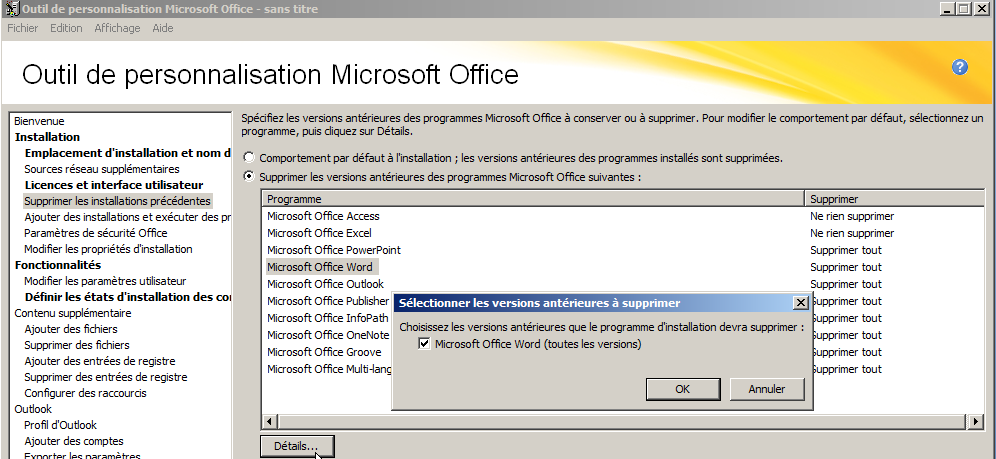 Outil de personnalisation Microsoft Office - sans titre
Fichier Edition Affichage Aide
Outil de personnalisation Microsoft Office
?
Bienvenue
Installation
Emplacement d'installation et nom d
Sources réseau supplémentaires
Licences et interface utilisateur
Supprimer les installations précédentes
Ajouter des installations et exécuter des pr
Paramètres de sécurité Office
Modifier les propriétés d'installation
Fonctionnalités
Modifier les paramètres utilisateur
Définir les états d'installation des co
Contenu supplémentaire
Ajouter des fichiers
Supprimer des fichiers
Ajouter des entrées de registre
Supprimer des entrées de registre
Configurer des raccourcis
Outlook
Profil d'Outlook
Ajouter des comptes
Exporter les paramètres
Spécifiez les versions antérieures des programmes Microsoft Office à conserver ou à supprimer. Pour modifier le comportement par défaut, sélectionnez un
programme, puis cliquez sur Détails.
Comportement par défaut à l'installation ; les versions antérieures des programmes installés sont supprimées.
Supprimer les versions antérieures des programmes Microsoft Office suivantes :
Programme Supprimer
Microsoft Office Access Ne rien supprimer
Microsoft Office Excel Ne rien supprimer
Microsoft Office PowerPoint Supprimer tout
Microsoft Office Word Supprimer tout
Microsoft Office Outlook Supprimer tout
Microsoft Office Publisher Supprimer tout
Microsoft Office InfoPath Supprimer tout
Microsoft Office OneNote Supprimer tout
Microsoft Office Groove Supprimer tout
Microsoft Office Multi-lang Supprimer tout
Sélectionner les versions antérieures à supprimer
Choisissez les versions antérieures que le programme d'installation devra supprimer :
Microsoft Office Word (toutes les versions)
OK Annuler
Détails...